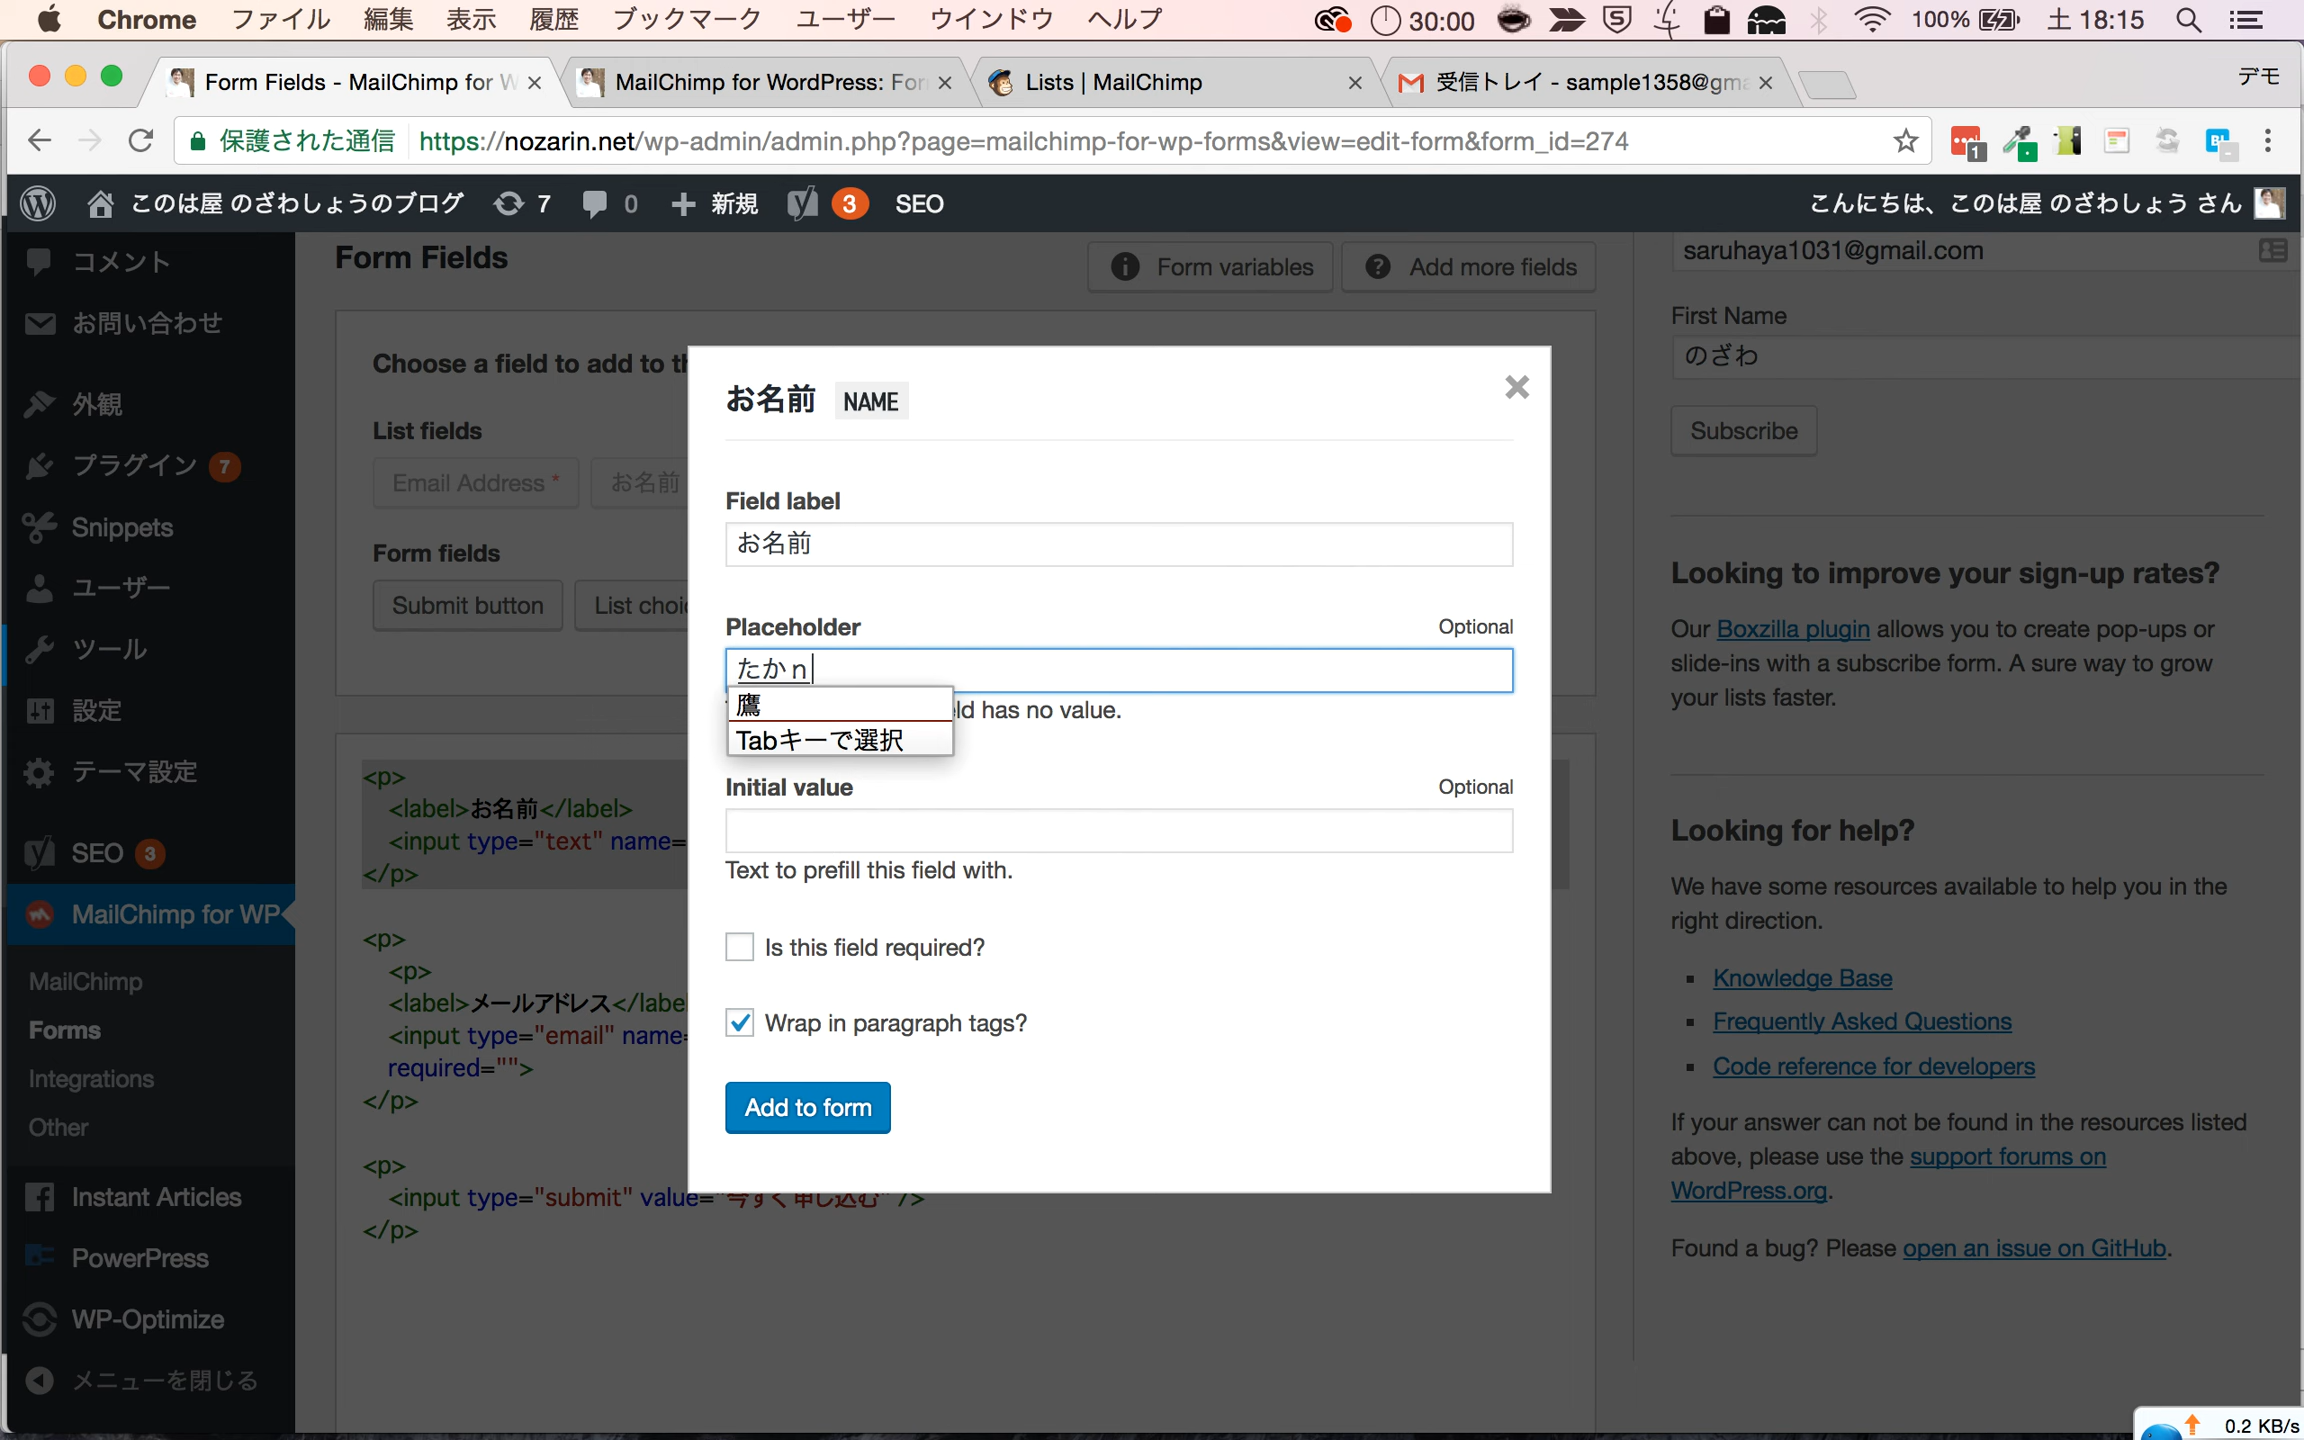 Chrome ファイル 編集 表示 履歴 ブックマーク ユーザー ウインドウ ヘルプ 30:00 100% 土 18:15
Form Fields - MailChimp for W
MailChimp for WordPress: For
Lists | MailChimp
受信トレイ - sample1358@gma
デモ
保護された通信 https://nozarin.net/wp-admin/admin.php?page=mailchimp-for-wp-forms&view=edit-form&form_id=274
このは屋 のざわしょうのブログ 7 0 新規 3 SEO
こんにちは、このは屋 のざわしょう さん
コメント
お問い合わせ
外観
プラグイン 7
Snippets
ユーザー
ツール
設定
テーマ設定
SEO 3
MailChimp for WP
MailChimp
Forms
Integrations
Other
Instant Articles
PowerPress
WP-Optimize
メニューを閉じる
Form Fields
Form variables
Add more fields
Choose a field to add to th
List fields
Email Address *
お名前
Form fields
Submit button
List choi
<p>
<label>お名前</label>
<input type="text" name=
</p>
<p>
<p>
<label>メールアドレス</label
<input type="email" name=
required="">
</p>
<p>
<input type="submit" value="今すぐ申し込む" />
</p>
お名前 NAME
Field label
お名前
Placeholder
Optional
たかｎ
鷹
Tabキーで選択
ld has no value.
Initial value
Optional
Text to prefill this field with.
Is this field required?
Wrap in paragraph tags?
Add to form
saruhaya1031@gmail.com
First Name
のざわ
Subscribe
Looking to improve your sign-up rates?
Our Boxzilla plugin allows you to create pop-ups or
slide-ins with a subscribe form. A sure way to grow
your lists faster.
Looking for help?
We have some resources available to help you in the
right direction.
Knowledge Base
Frequently Asked Questions
Code reference for developers
If your answer can not be found in the resources listed
above, please use the support forums on
WordPress.org.
Found a bug? Please open an issue on GitHub.
0.2 KB/s